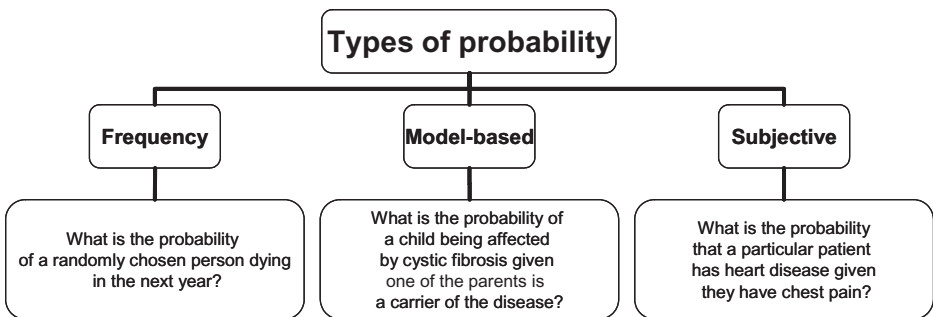 Types of probability
Frequency
Model-based
Subjective
What is the probability
of a randomly chosen person dying
in the next year?
What is the probability of
a child being affected
by cystic fibrosis given
one of the parents is
a carrier of the disease?
What is the probability
that a particular patient
has heart disease given
they have chest pain?